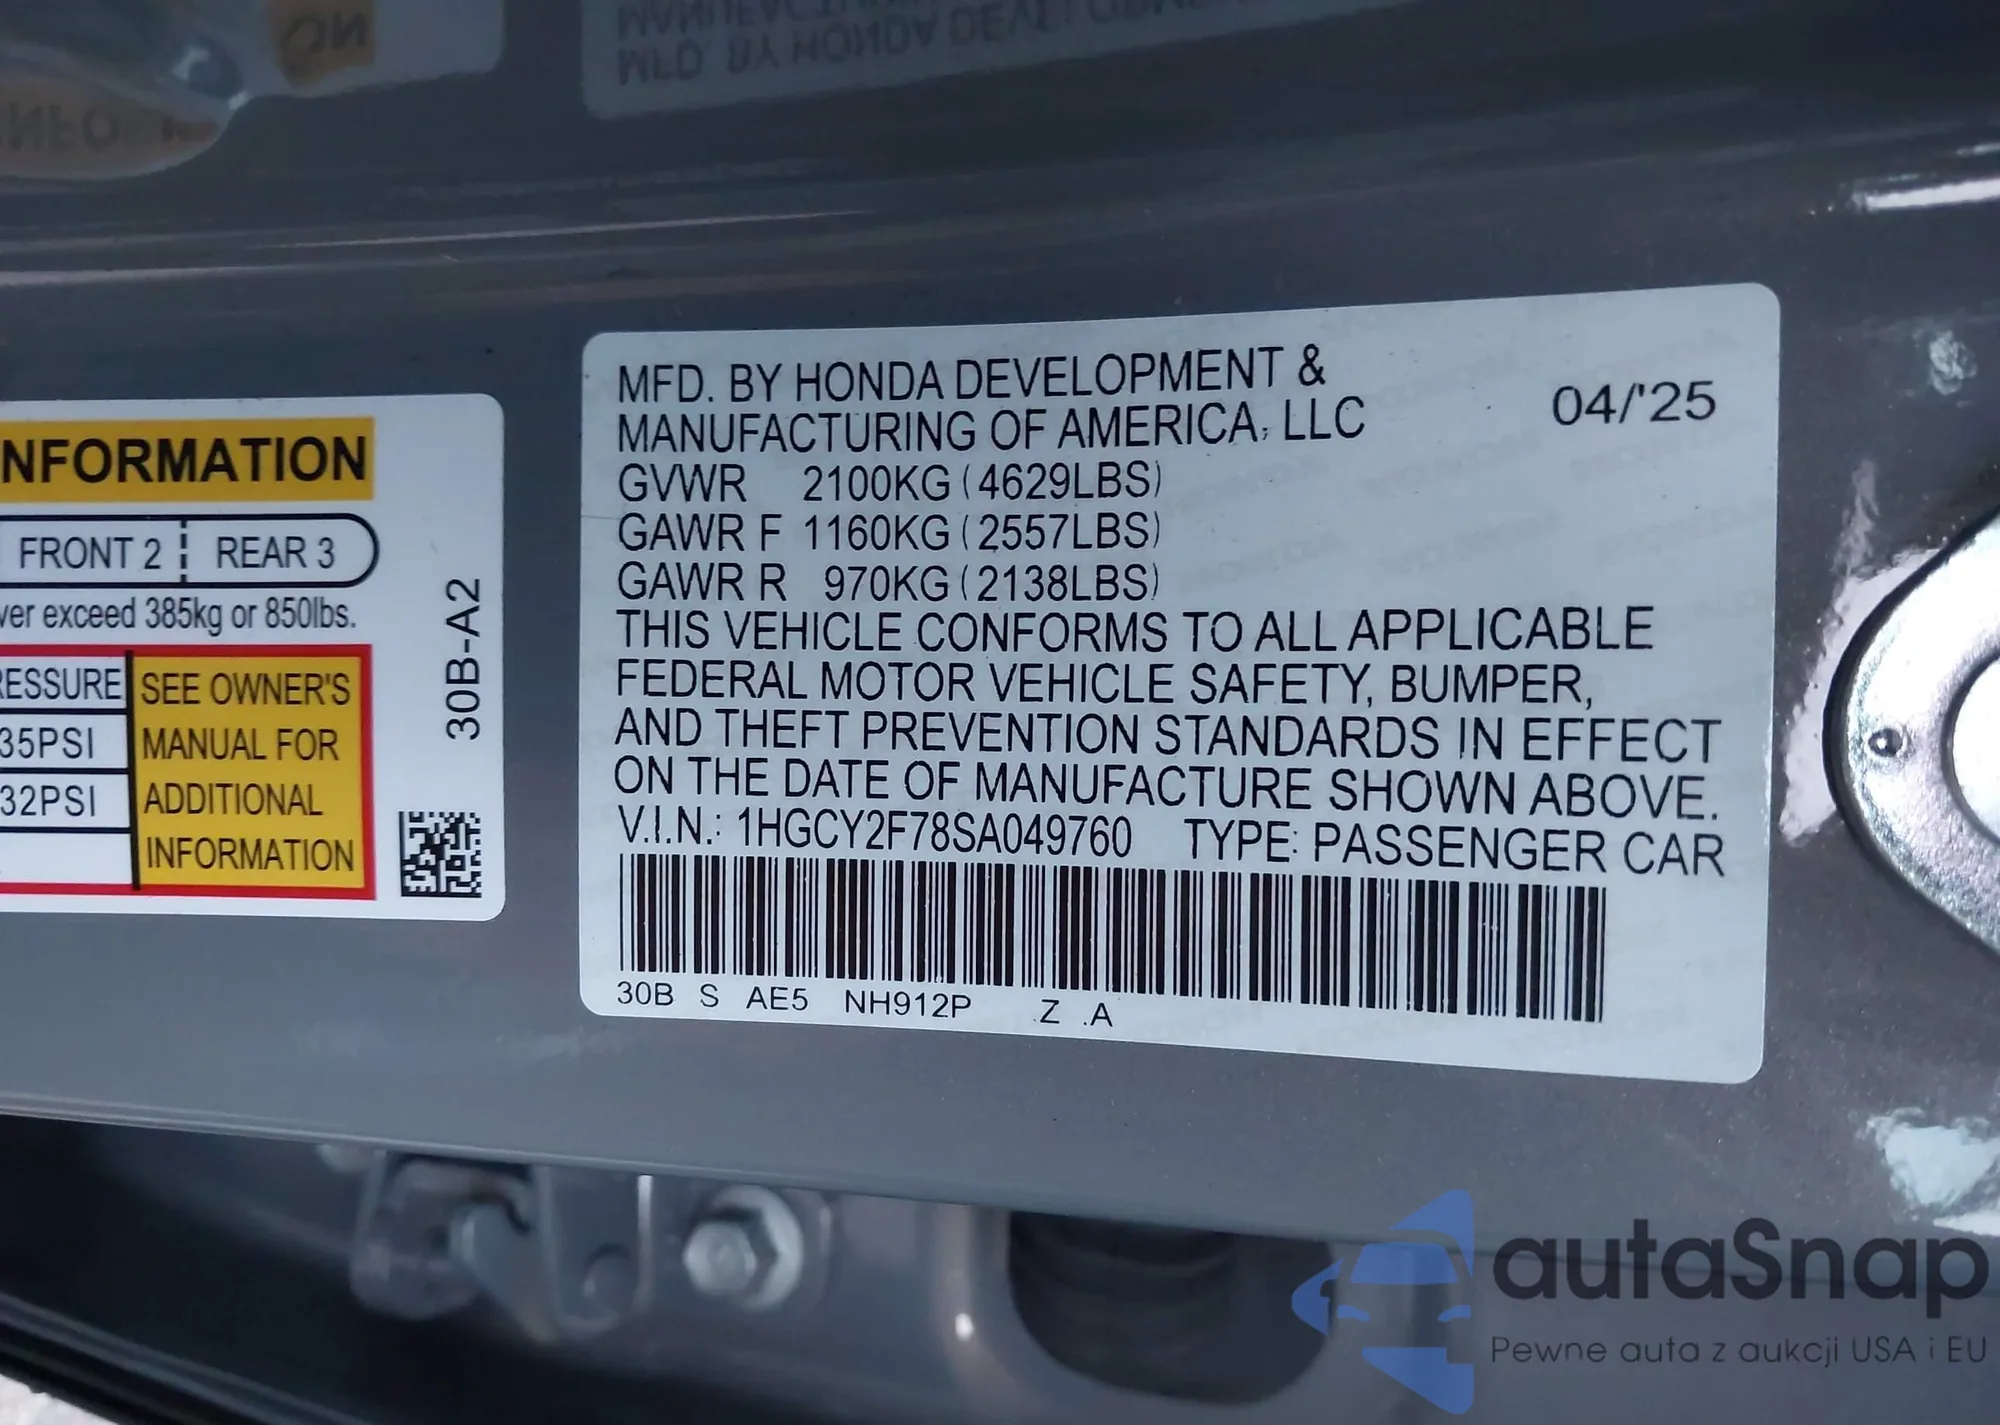 NFORMATION
FRONT 2 REAR 3
ver exceed 385kg or 850lbs.
RESSURE
35PSI
32PSI
SEE OWNER'S
MANUAL FOR
ADDITIONAL
INFORMATION
30B-A2
MFD. BY HONDA DEVELOPMENT &
MANUFACTURING OF AMERICA, LLC
04/'25
GVWR 2100KG (4629LBS)
GAWR F 1160KG (2557LBS)
GAWR R 970KG (2138LBS)
THIS VEHICLE CONFORMS TO ALL APPLICABLE
FEDERAL MOTOR VEHICLE SAFETY, BUMPER,
AND THEFT PREVENTION STANDARDS IN EFFECT
ON THE DATE OF MANUFACTURE SHOWN ABOVE.
V.I.N.: 1HGCY2F78SA049760 TYPE: PASSENGER CAR
30B S AE5 NH912P Z .A
autaSnap
Pewne auta z aukcji USA i EU